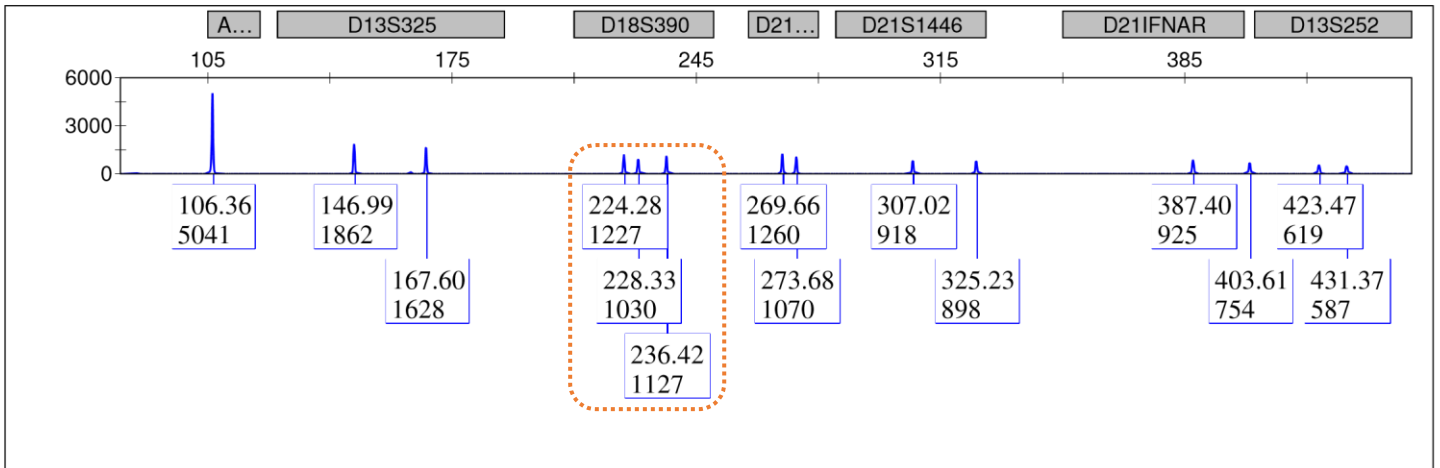 A... D13S325 D18S390 D21... D21S1446 D21IFNAR D13S252
105 175 245 315 385
6000
3000
0
106.36 146.99 224.28 269.66 307.02 387.40 423.47
5041 1862 1227 1260 918 925 619
167.60 228.33 273.68 325.23 403.61 431.37
1628 1030 1070 898 754 587
236.42
1127